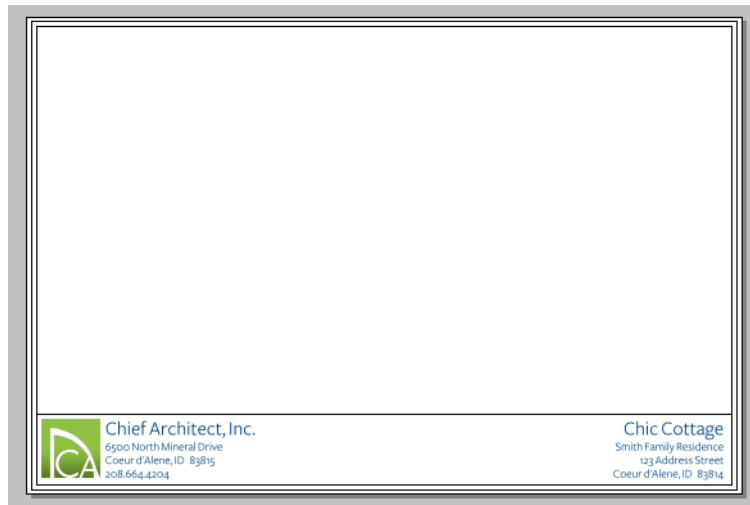 CA
Chief Architect, Inc.
6500 North Mineral Drive
Coeur d'Alene, ID 83815
208.664.4204
Chic Cottage
Smith Family Residence
123 Address Street
Coeur d'Alene, ID 83814